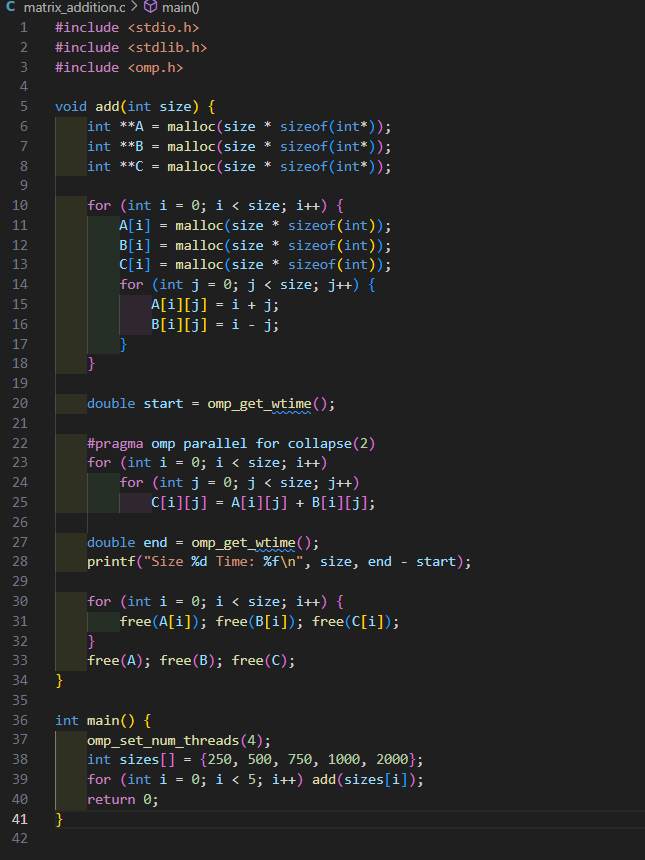 C matrix_addition.c > main()
1 #include <stdio.h>
2 #include <stdlib.h>
3 #include <omp.h>
4
5 void add(int size) {
6     int **A = malloc(size * sizeof(int*));
7     int **B = malloc(size * sizeof(int*));
8     int **C = malloc(size * sizeof(int*));
9
10     for (int i = 0; i < size; i++) {
11         A[i] = malloc(size * sizeof(int));
12         B[i] = malloc(size * sizeof(int));
13         C[i] = malloc(size * sizeof(int));
14         for (int j = 0; j < size; j++) {
15             A[i][j] = i + j;
16             B[i][j] = i - j;
17         }
18     }
19
20     double start = omp_get_wtime();
21
22     #pragma omp parallel for collapse(2)
23     for (int i = 0; i < size; i++)
24         for (int j = 0; j < size; j++)
25             C[i][j] = A[i][j] + B[i][j];
26
27     double end = omp_get_wtime();
28     printf("Size %d Time: %f\n", size, end - start);
29
30     for (int i = 0; i < size; i++) {
31         free(A[i]); free(B[i]); free(C[i]);
32     }
33     free(A); free(B); free(C);
34 }
35
36 int main() {
37     omp_set_num_threads(4);
38     int sizes[] = {250, 500, 750, 1000, 2000};
39     for (int i = 0; i < 5; i++) add(sizes[i]);
40     return 0;
41 }
42